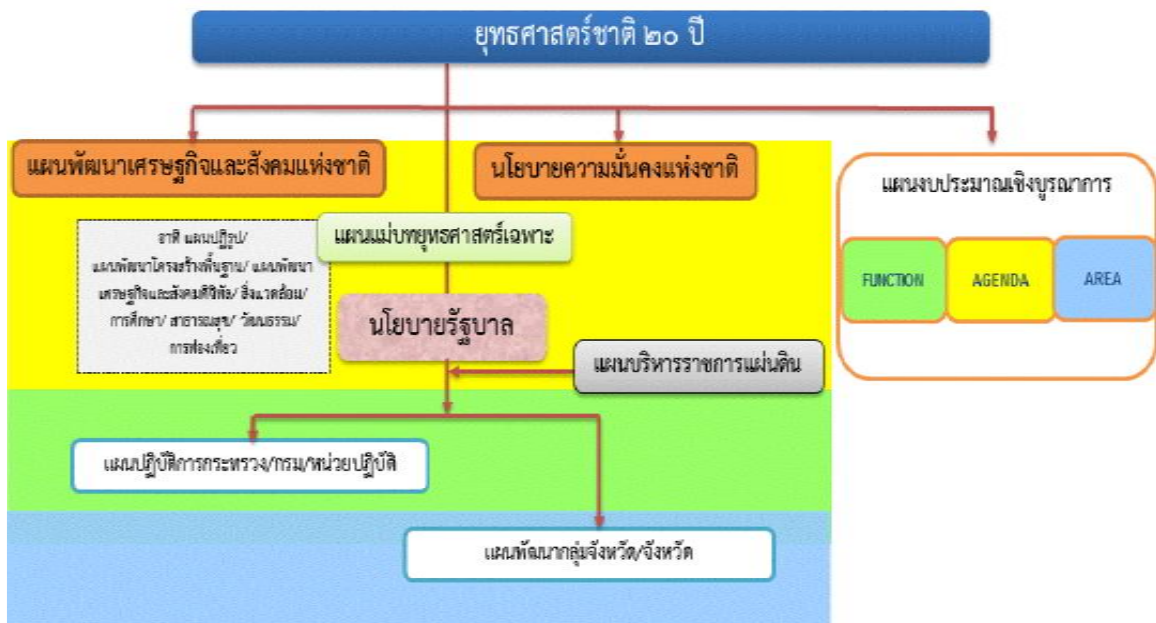 ยุทธศาสตร์ชาติ ๒๐ ปี
แผนพัฒนาเศรษฐกิจและสังคมแห่งชาติ
นโยบายความมั่นคงแห่งชาติ
แผนงบประมาณเชิงบูรณาการ
FUNCTION
AGENDA
AREA
แผนแม่บทยุทธศาสตร์เฉพาะ
อาทิ แผนปฏิรูป/
แผนพัฒนาโครงสร้างพื้นฐาน/ แผนพัฒนา
เศรษฐกิจและสังคมดิจิทัล/ สิ่งแวดล้อม/
การศึกษา/ สาธารณสุข/ วัฒนธรรม/
การท่องเที่ยว
นโยบายรัฐบาล
แผนบริหารราชการแผ่นดิน
แผนปฏิบัติการกระทรวง/กรม/หน่วยปฏิบัติ
แผนพัฒนากลุ่มจังหวัด/จังหวัด